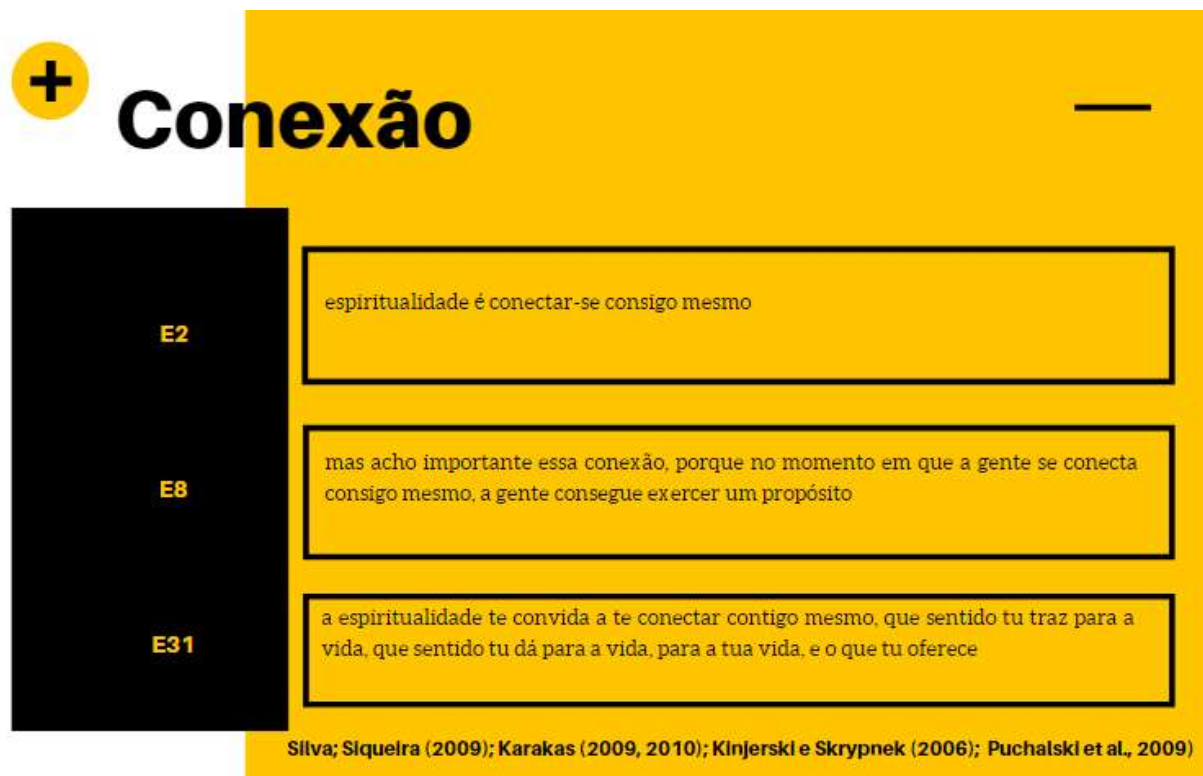 +
Conexão
E2
espiritualidade é conectar-se consigo mesmo
E8
mas acho importante essa conexão, porque no momento em que a gente se conecta
consigo mesmo, a gente consegue exercer um propósito
E31
a espiritualidade te convida a te conectar contigo mesmo, que sentido tu traz para a
vida, que sentido tu dá para a vida, para a tua vida, e o que tu oferece
Silva; Siqueira (2009); Karakas (2009, 2010); Kinjerski e Skrypnek (2006); Puchalski et al., 2009)